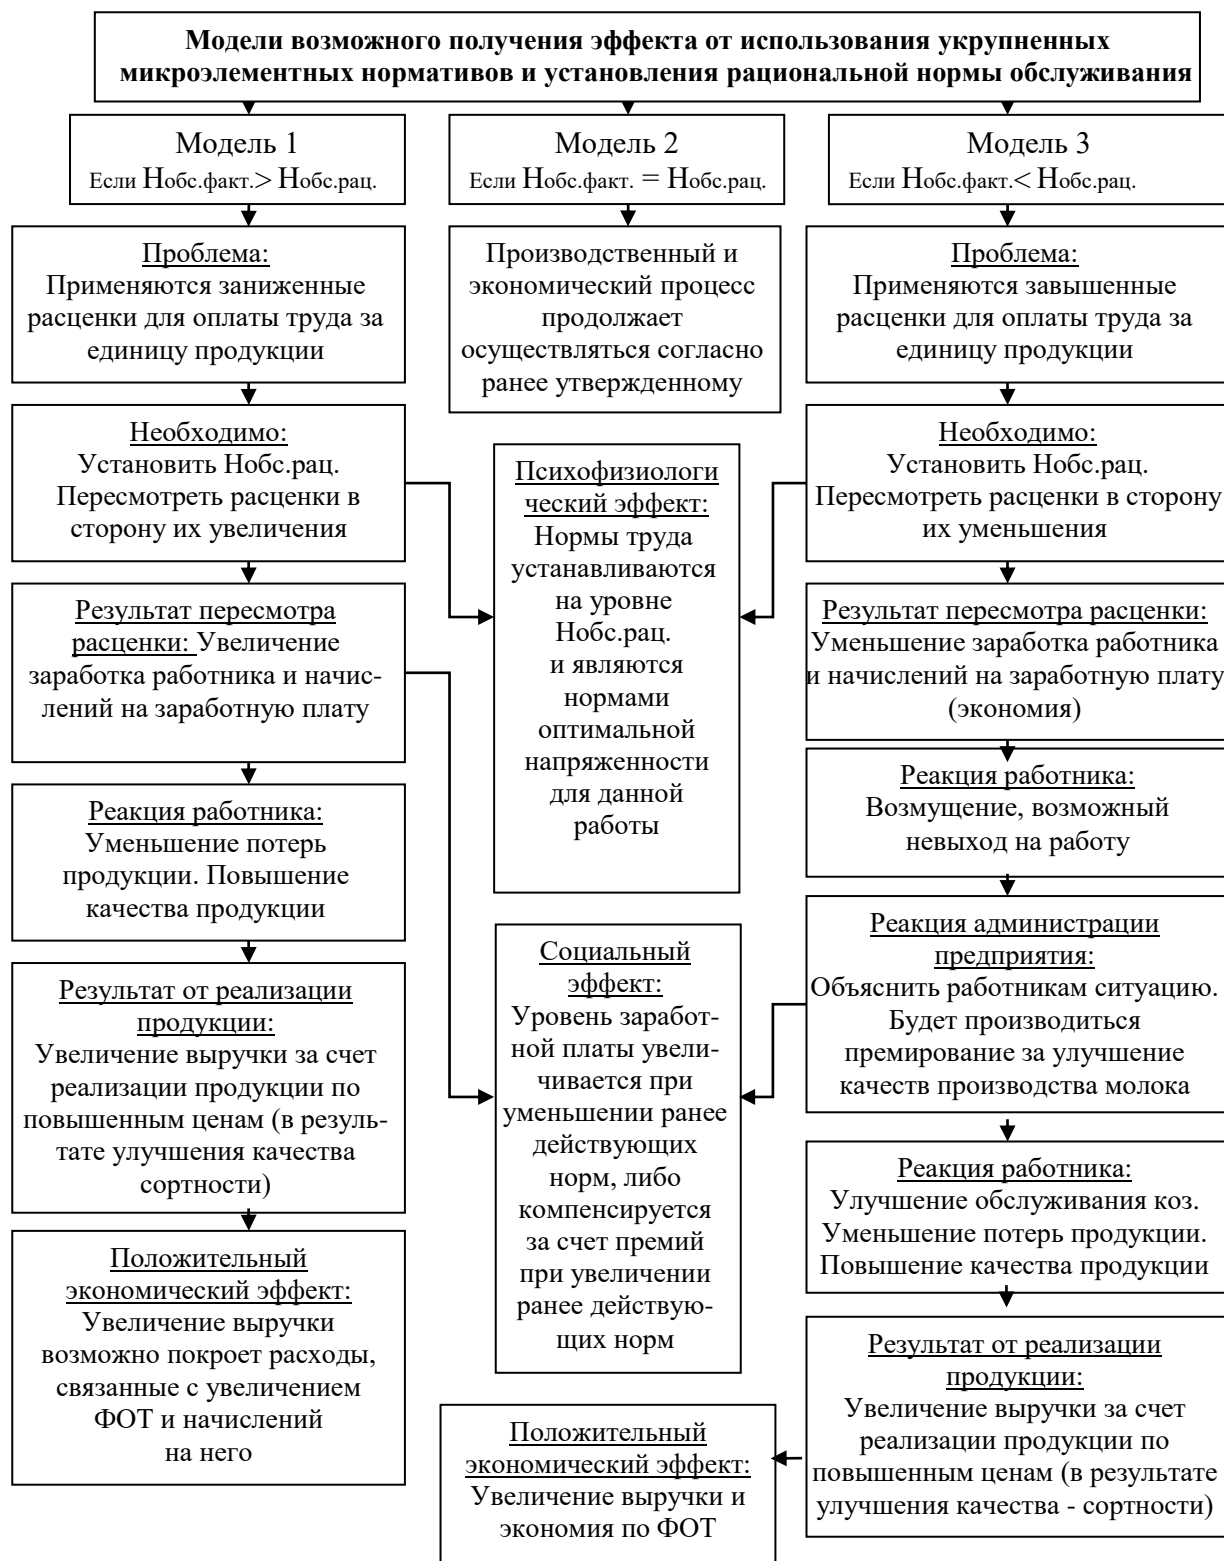 Модели возможного получения эффекта от использования укрупненных
микроэлементных нормативов и установления рациональной нормы обслуживания
Модель 1
Если Нобс.факт.> Нобс.рац.
Модель 2
Если Нобс.факт. = Нобс.рац.
Модель 3
Если Нобс.факт.< Нобс.рац.
Проблема:
Применяются заниженные
расценки для оплаты труда за
единицу продукции
Производственный и
экономический процесс
продолжает
осуществляться согласно
ранее утвержденному
Проблема:
Применяются завышенные
расценки для оплаты труда за
единицу продукции
Необходимо:
Установить Нобс.рац.
Пересмотреть расценки в
сторону их увеличения
Психофизиологи
ческий эффект:
Нормы труда
устанавливаются
на уровне
Нобс.рац.
и являются
нормами
оптимальной
напряженности
для данной
работы
Необходимо:
Установить Нобс.рац.
Пересмотреть расценки в сторону
их уменьшения
Результат пересмотра
расценки: Увеличение
заработка работника и начис-
лений на заработную плату
Результат пересмотра расценки:
Уменьшение заработка работника
и начислений на заработную плату
(экономия)
Реакция работника:
Уменьшение потерь
продукции. Повышение
качества продукции
Реакция работника:
Возмущение, возможный
невыход на работу
Результат от реализации
продукции:
Увеличение выручки за счет
реализации продукции по
повышенным ценам (в резуль-
тате улучшения качества
сортности)
Социальный
эффект:
Уровень заработ-
ной платы увели-
чивается при
уменьшении ранее
действующих
норм, либо
компенсируется
за счет премий
при увеличении
ранее действую-
щих норм
Реакция администрации
предприятия:
Объяснить работникам ситуацию.
Будет производиться
премирование за улучшение
качеств производства молока
Реакция работника:
Улучшение обслуживания коз.
Уменьшение потерь продукции.
Повышение качества продукции
Положительный
экономический эффект:
Увеличение выручки
возможно покроет расходы,
связанные с увеличением
ФОТ и начислений
на него
Положительный
экономический эффект:
Увеличение выручки и
экономия по ФОТ
Результат от реализации
продукции:
Увеличение выручки за счет
реализации продукции по
повышенным ценам (в результате
улучшения качества - сортности)